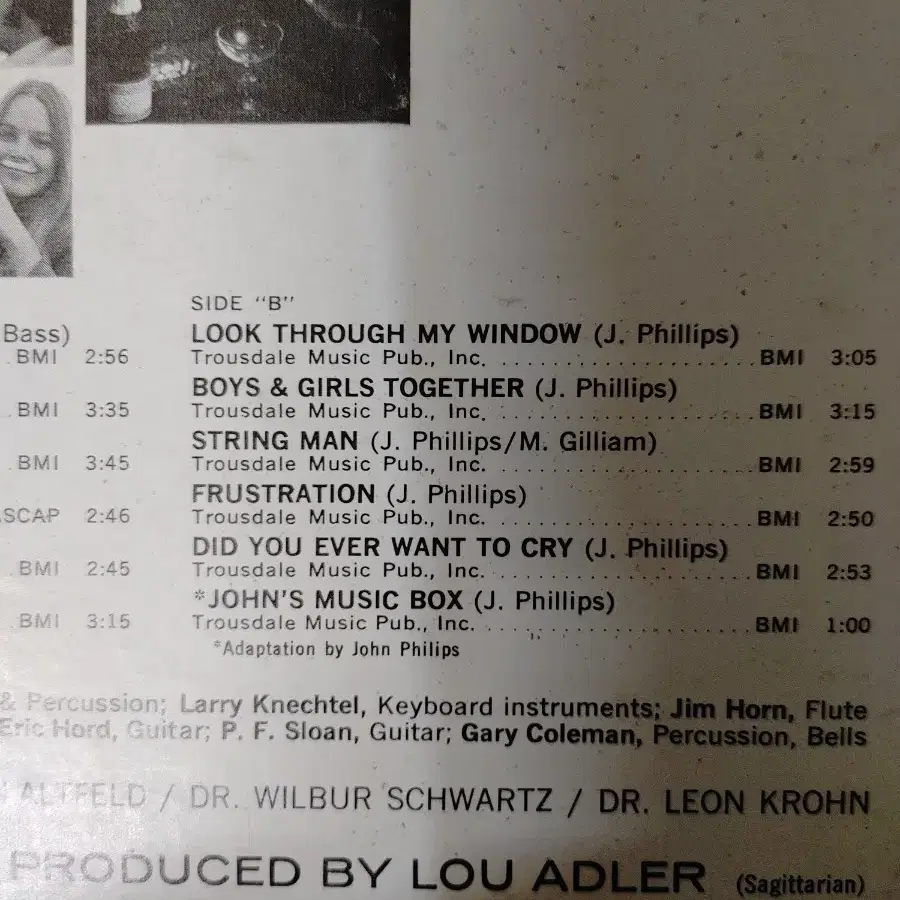 SIDE "B"
Bass)
BMI 2:56
LOOK THROUGH MY WINDOW (J. Phillips)
Trousdale Music Pub., Inc. BMI 3:05
BMI 3:35
BOYS & GIRLS TOGETHER (J. Phillips)
Trousdale Music Pub., Inc. BMI 3:15
BMI 3:45
STRING MAN (J. Phillips/M. Gilliam)
Trousdale Music Pub., Inc. BMI 2:59
ASCAP 2:46
FRUSTRATION (J. Phillips)
Trousdale Music Pub., Inc. BMI 2:50
BMI 2:45
DID YOU EVER WANT TO CRY (J. Phillips)
Trousdale Music Pub., Inc. BMI 2:53
BMI 3:15
*JOHN'S MUSIC BOX (J. Phillips)
Trousdale Music Pub., Inc. BMI 1:00
*Adaptation by John Philips
& Percussion; Larry Knechtel, Keyboard instruments; Jim Horn, Flute
Eric Hord, Guitar; P. F. Sloan, Guitar; Gary Coleman, Percussion, Bells
ALTFELD / DR. WILBUR SCHWARTZ / DR. LEON KROHN
PRODUCED BY LOU ADLER (Sagittarian)